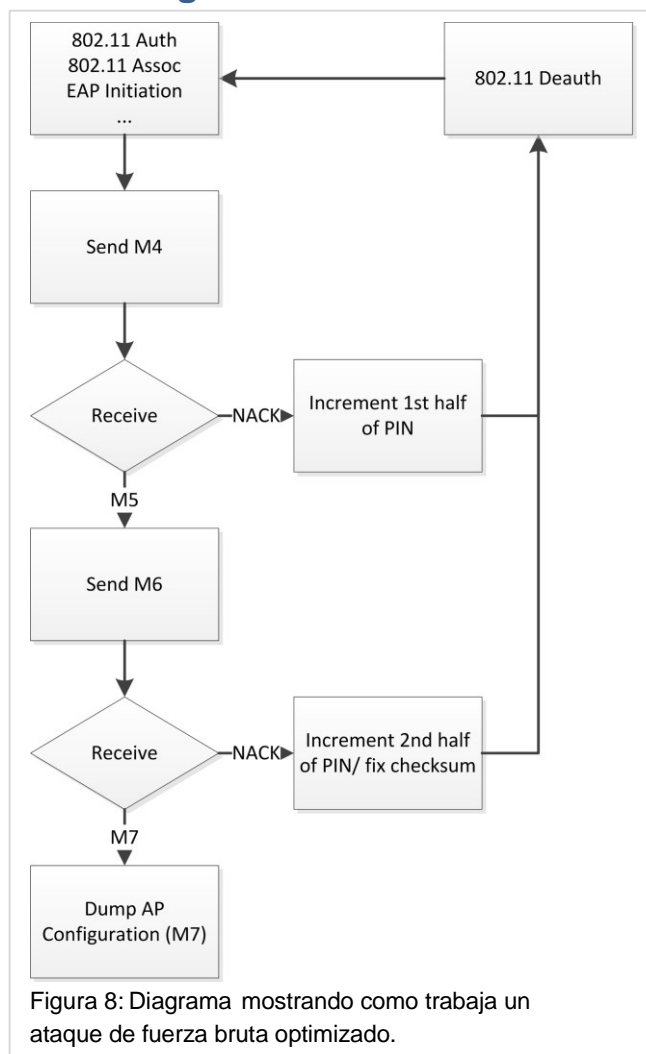 802.11 Auth
802.11 Assoc
EAP Initiation
...
802.11 Deauth
Send M4
Receive
NACK
Increment 1st half
of PIN
M5
Send M6
Receive
NACK
Increment 2nd half
of PIN/ fix checksum
M7
Dump AP
Configuration (M7)
Figura 8: Diagrama mostrando como trabaja un
ataque de fuerza bruta optimizado.